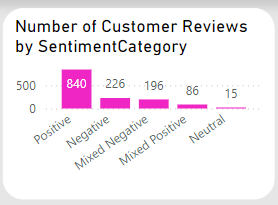 Number of Customer Reviews
by SentimentCategory
500
0
840
226
196
86
15
Positive
Negative
Mixed Negative
Mixed Positive
Neutral